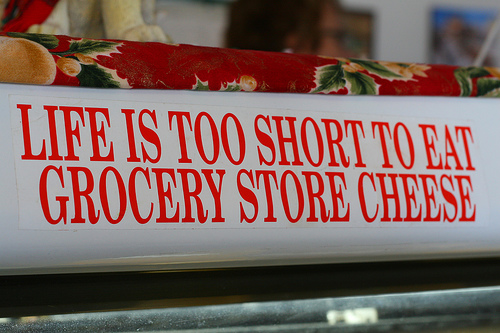 LIFE IS TOO SHORT TO EAT
GROCERY STORE CHEESE